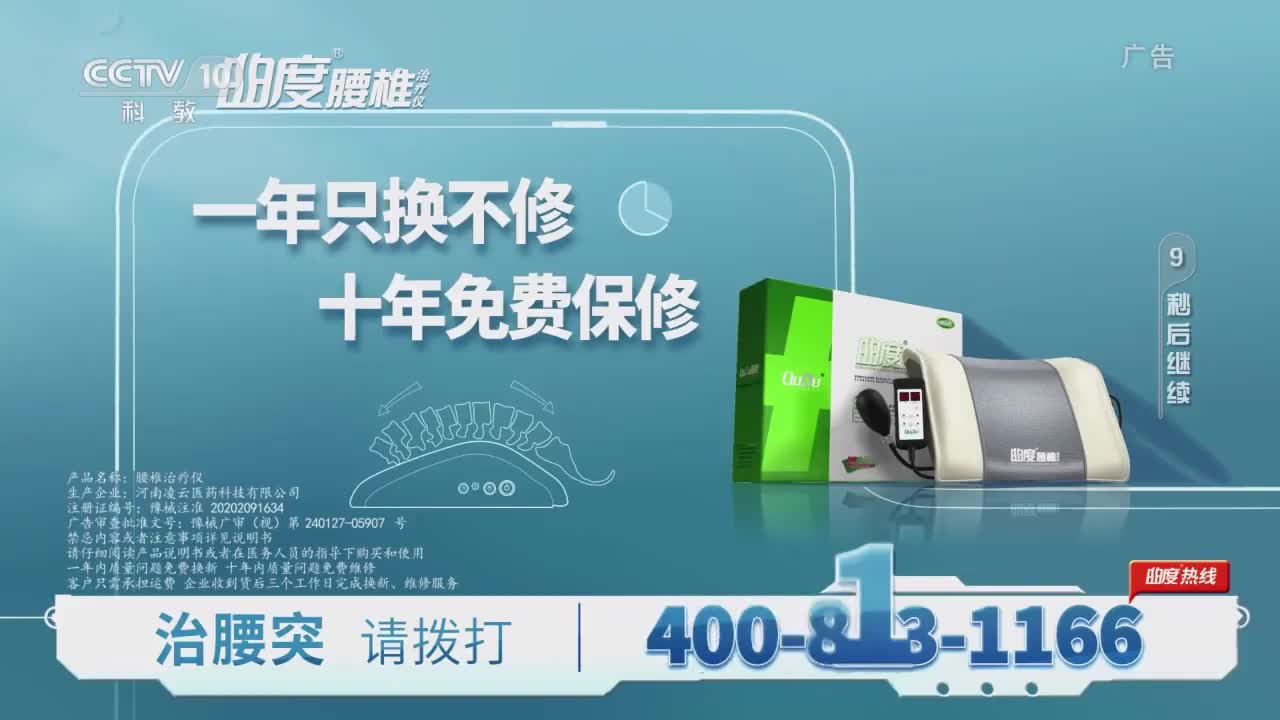 CCTV 10
科教
曲度®腰椎治疗仪
广告
一年只换不修
十年免费保修
9秒后继续
QuDu
曲度
曲度腰椎
产品名称：腰椎治疗仪
生产企业：河南凌云医药科技有限公司
注册证编号：豫械注准 20202091634
广告审查批准文号：豫械广审（视）第 240127-05907 号
禁忌内容或者注意事项详见说明书
请仔细阅读产品说明书或者在医务人员的指导下购买和使用
一年内质量问题免费换新 十年内质量问题免费维修
客户只需承担运费 企业收到货后三个工作日完成换新、维修服务
曲度®热线
治腰突 请拨打 400-813-1166